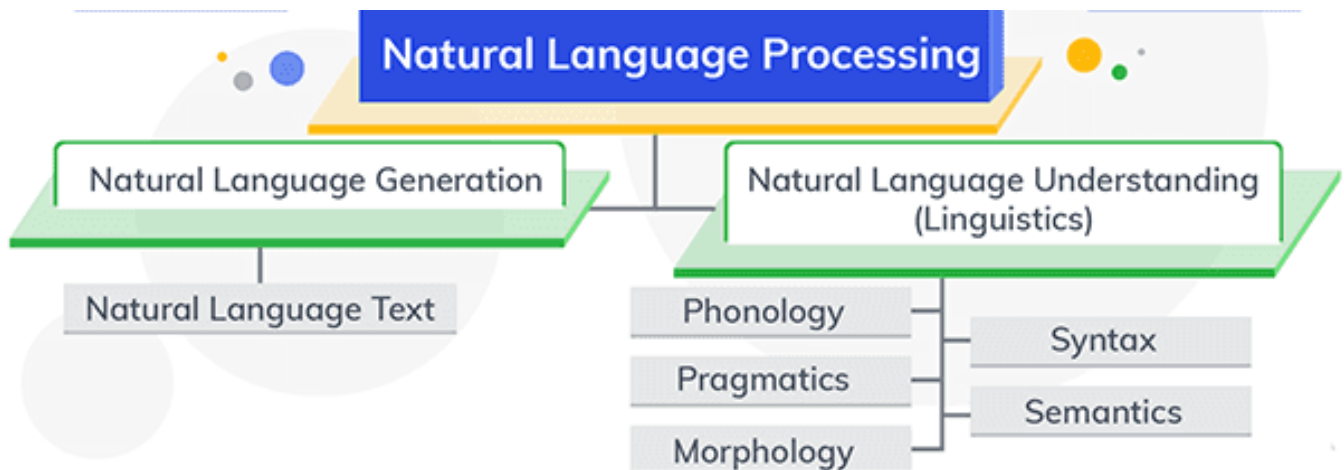 Natural Language Processing
Natural Language Generation
Natural Language Understanding
(Linguistics)
Natural Language Text
Phonology
Syntax
Pragmatics
Semantics
Morphology